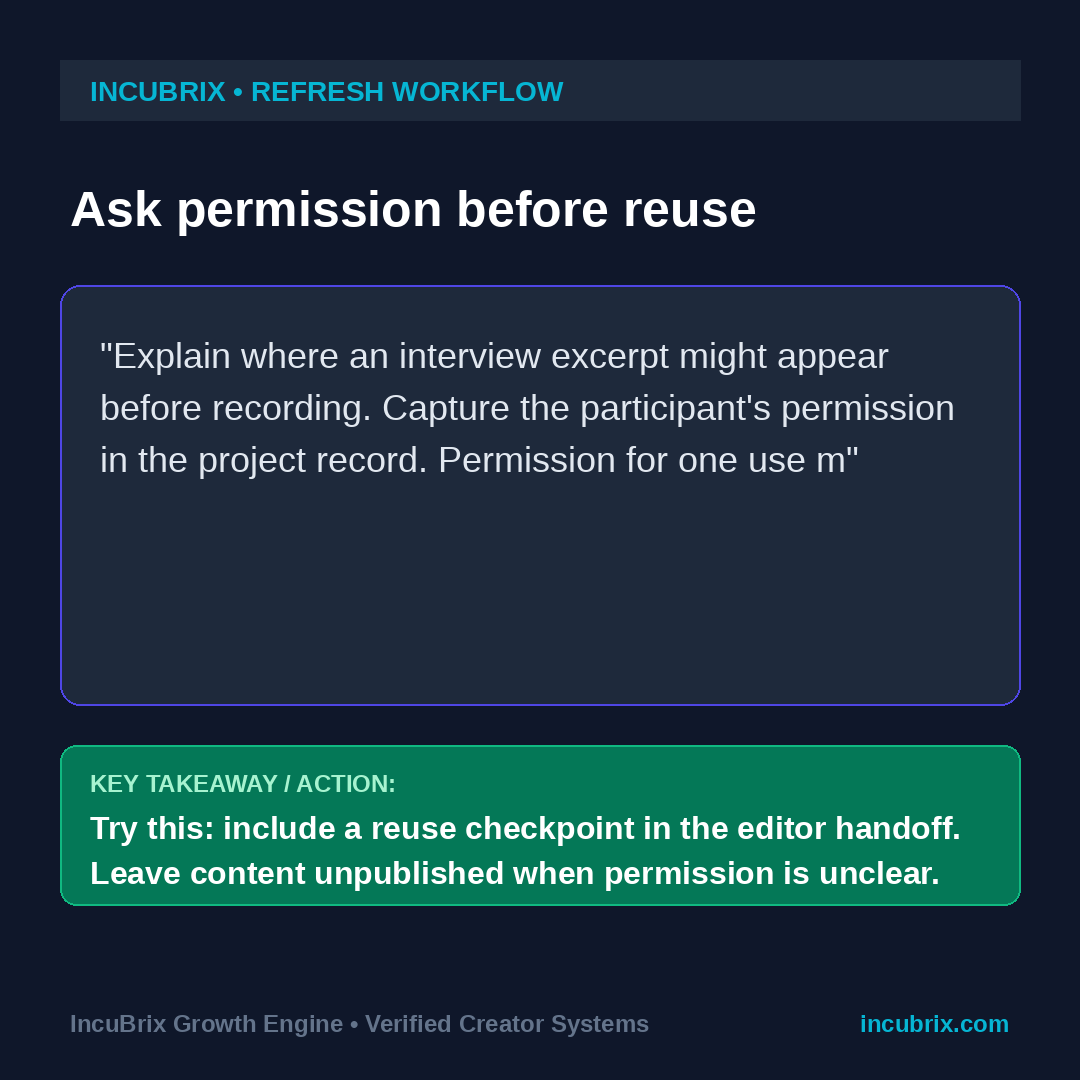 INCUBRIX • REFRESH WORKFLOW
Ask permission before reuse
"Explain where an interview excerpt might appear
before recording. Capture the participant's permission
in the project record. Permission for one use m"
KEY TAKEAWAY / ACTION:
Try this: include a reuse checkpoint in the editor handoff.
Leave content unpublished when permission is unclear.
IncuBrix Growth Engine • Verified Creator Systems
incubrix.com